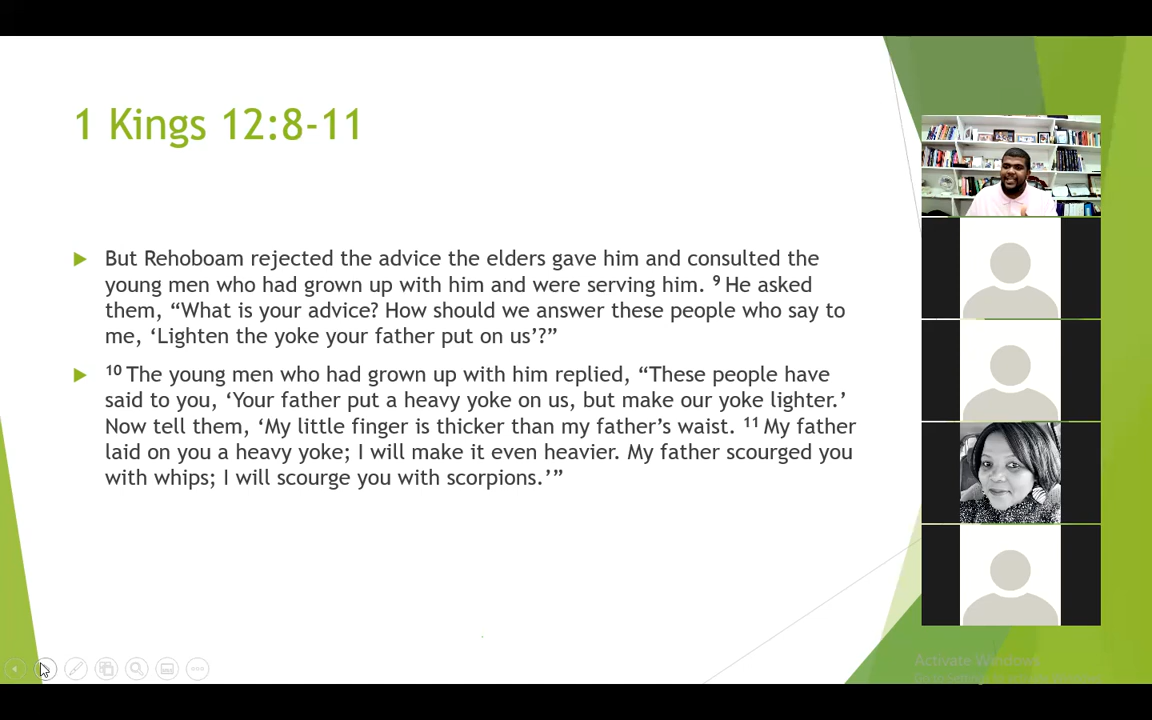 1 Kings 12:8-11
But Rehoboam rejected the advice the elders gave him and consulted the
young men who had grown up with him and were serving him. ⁹ He asked
them, “What is your advice? How should we answer these people who say to
me, ‘Lighten the yoke your father put on us’?”
¹⁰ The young men who had grown up with him replied, “These people have
said to you, ‘Your father put a heavy yoke on us, but make our yoke lighter.’
Now tell them, ‘My little finger is thicker than my father’s waist. ¹¹ My father
laid on you a heavy yoke; I will make it even heavier. My father scourged you
with whips; I will scourge you with scorpions.’”
Activate Windows
Go to Settings to activate Windows.